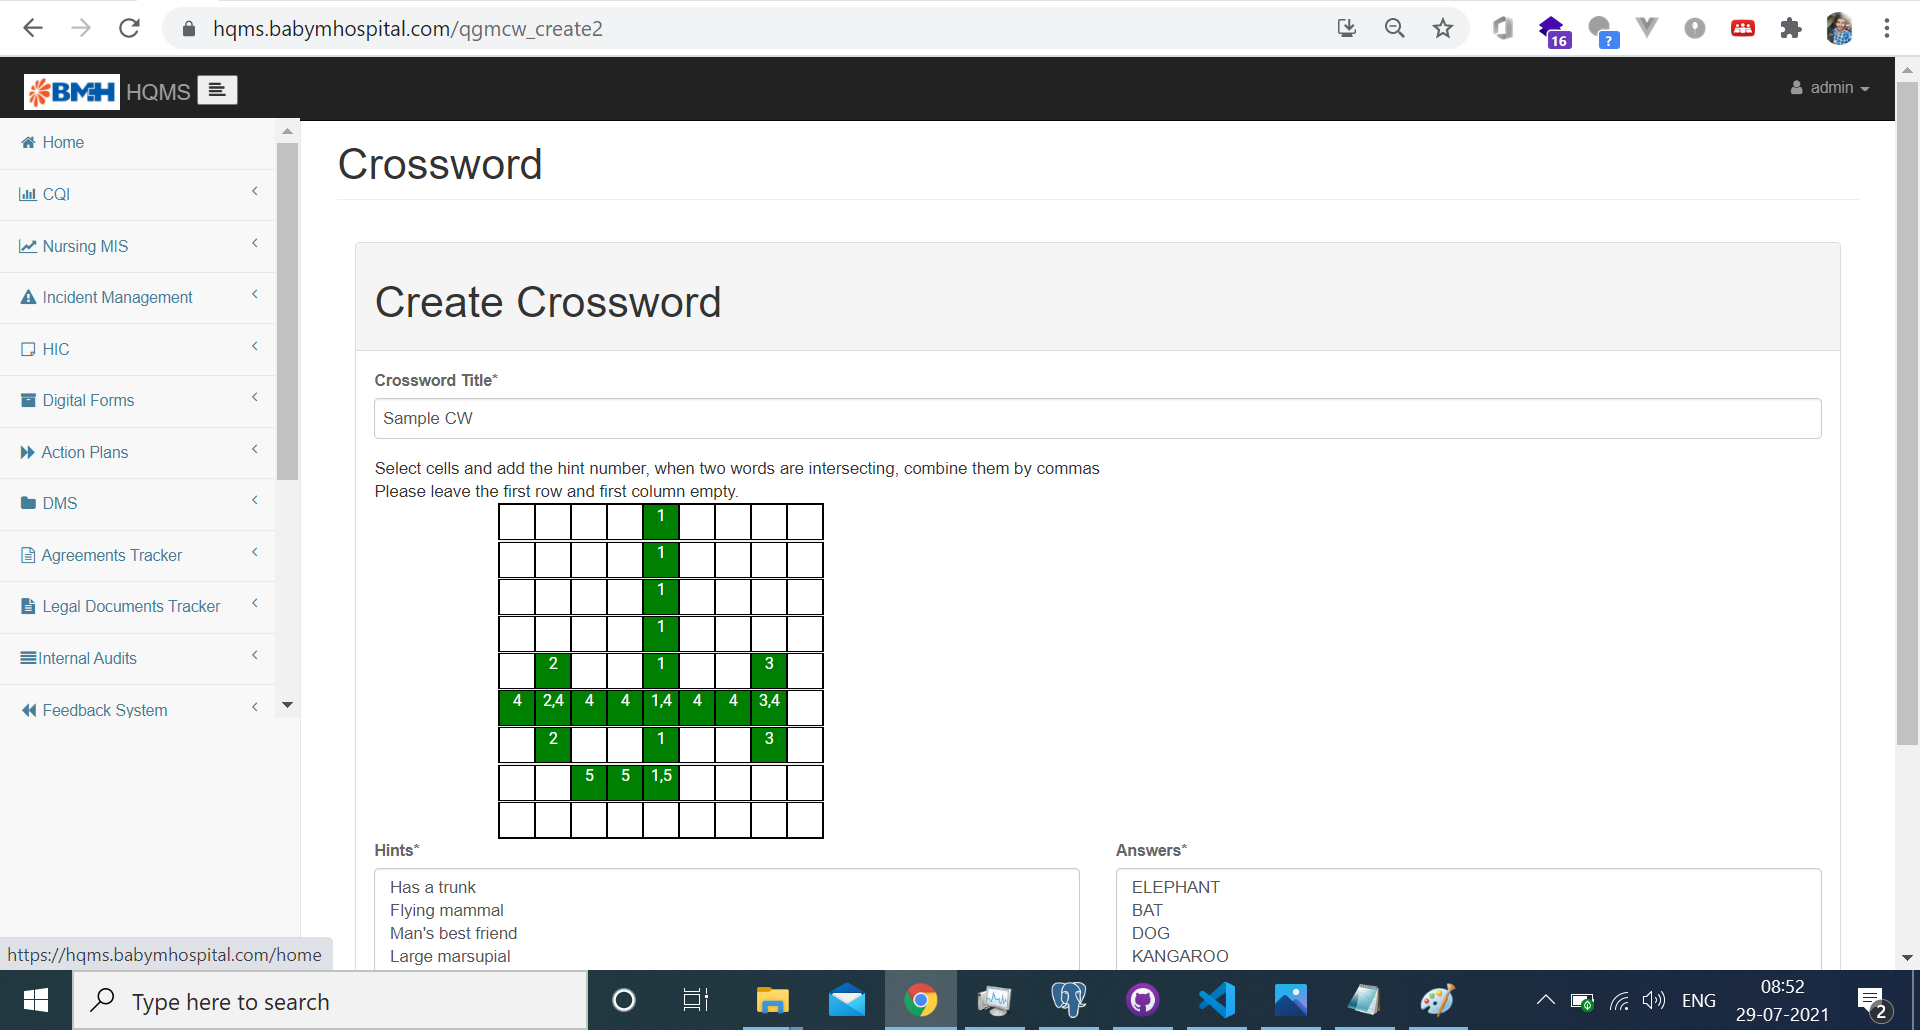 hqms.babymhospital.com/qgmcw_create2
16
?
BMH HQMS
admin
Home
CQI
Nursing MIS
Incident Management
HIC
Digital Forms
Action Plans
DMS
Agreements Tracker
Legal Documents Tracker
Internal Audits
Feedback System
Crossword
Create Crossword
Crossword Title*
Sample CW
Select cells and add the hint number, when two words are intersecting, combine them by commas
Please leave the first row and first column empty.
1
1
1
1
2 1 3
4 2,4 4 4 1,4 4 4 3,4
2 1 3
5 5 1,5
Hints*
Has a trunk
Flying mammal
Man's best friend
Large marsupial
Answers*
ELEPHANT
BAT
DOG
KANGAROO
https://hqms.babymhospital.com/home
Type here to search
ENG
08:52
29-07-2021
2